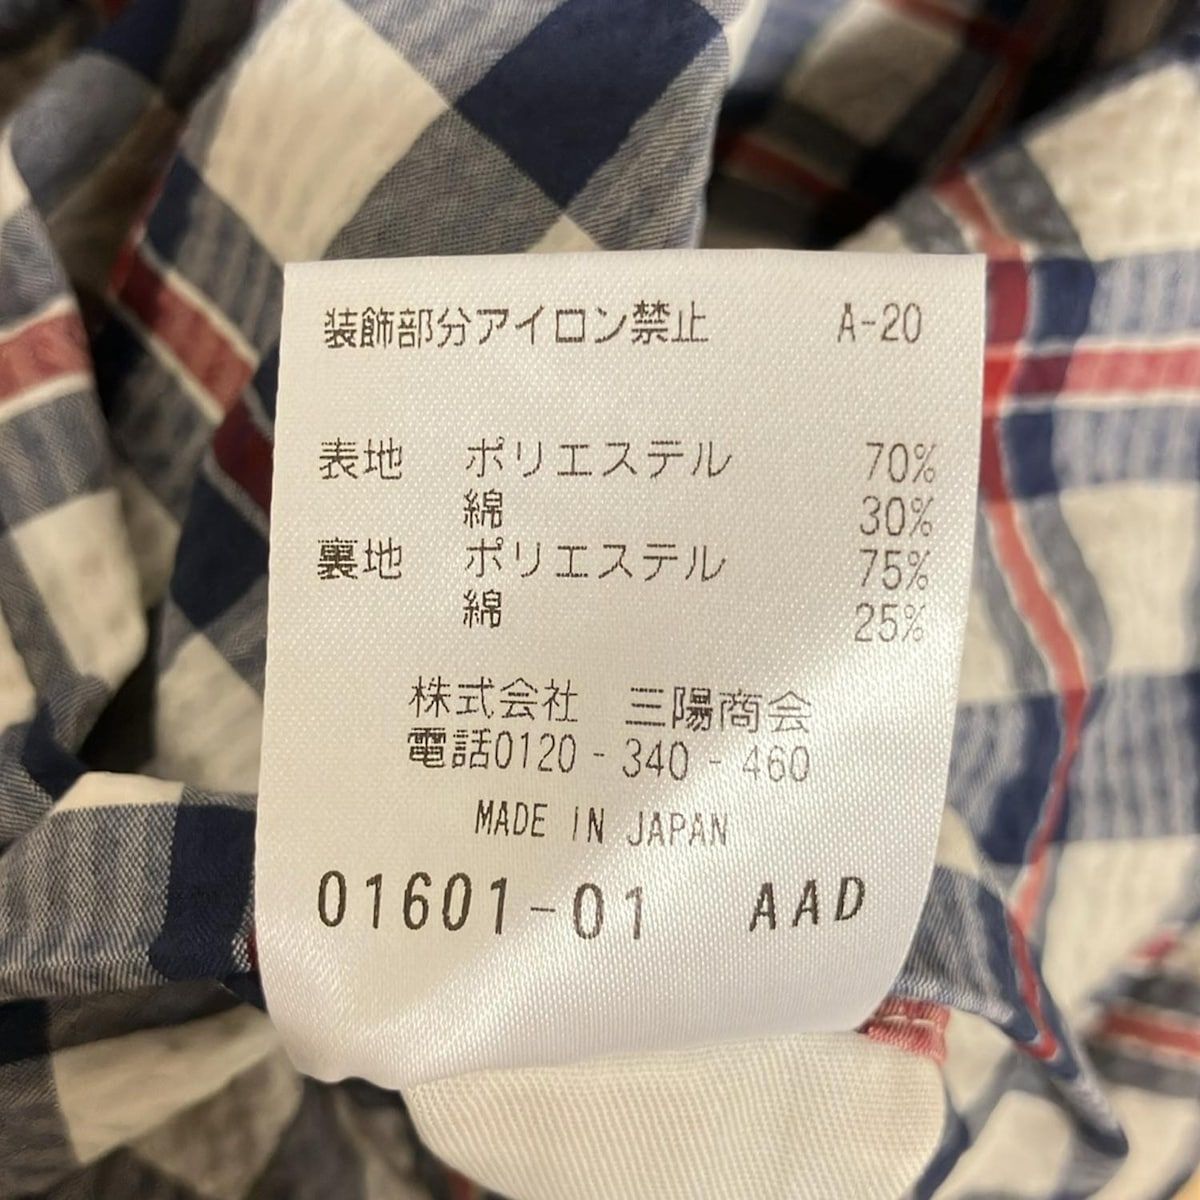 装飾部分アイロン禁止 A-20
表地 ポリエステル 70%
綿 30%
裏地 ポリエステル 75%
綿 25%
株式会社 三陽商会
電話0120-340-460
MADE IN JAPAN
01601-01 AAD